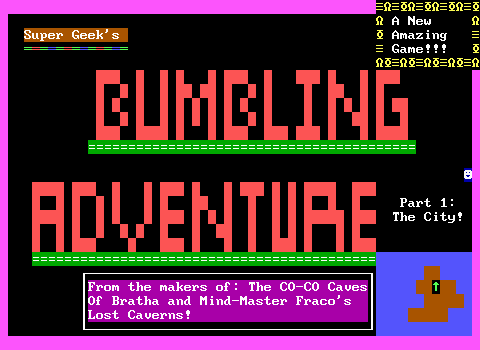 Super Geek's
A New
Amazing
Game!!!
BUMBLING
ADVENTURE
Part 1:
The City!
From the makers of: The CO-CO Caves
Of Bratha and Mind-Master Fraco's
Lost Caverns!